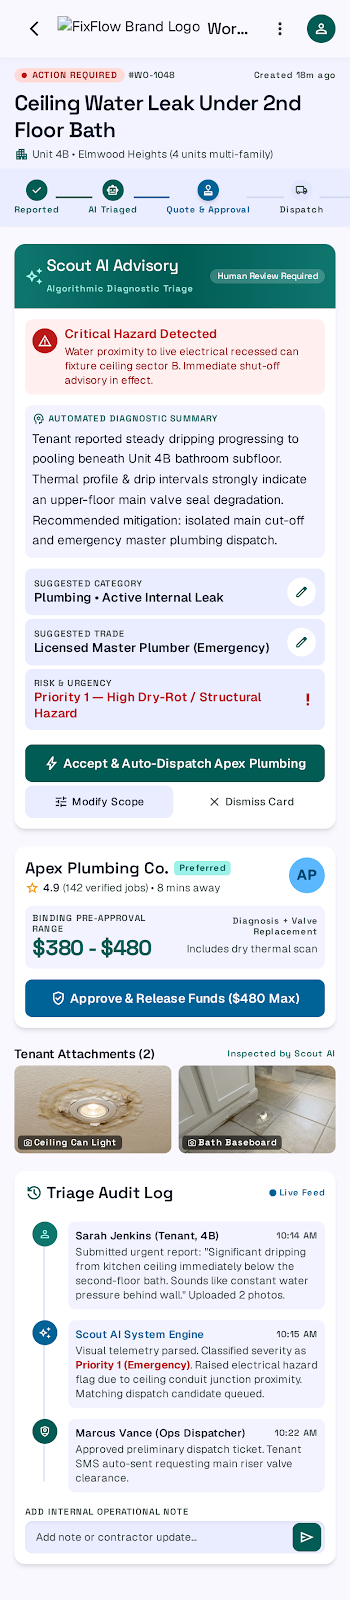 FixFlow Brand Logo Wor...
ACTION REQUIRED #WO-1048 Created 18m ago
Ceiling Water Leak Under 2nd
Floor Bath
Unit 4B • Elmwood Heights (4 units multi-family)
Reported AI Triaged Quote & Approval Dispatch
Scout AI Advisory
Algorithmic Diagnostic Triage
Human Review Required
Critical Hazard Detected
Water proximity to live electrical recessed can
fixture ceiling sector B. Immediate shut-off
advisory in effect.
AUTOMATED DIAGNOSTIC SUMMARY
Tenant reported steady dripping progressing to
pooling beneath Unit 4B bathroom subfloor.
Thermal profile & drip intervals strongly indicate
an upper-floor main valve seal degradation.
Recommended mitigation: isolated main cut-off
and emergency master plumbing dispatch.
SUGGESTED CATEGORY
Plumbing • Active Internal Leak
SUGGESTED TRADE
Licensed Master Plumber (Emergency)
RISK & URGENCY
Priority 1 — High Dry-Rot / Structural
Hazard
Accept & Auto-Dispatch Apex Plumbing
Modify Scope Dismiss Card
Apex Plumbing Co. Preferred
AP
4.9 (142 verified jobs) • 8 mins away
BINDING PRE-APPROVAL
RANGE
$380 - $480
Diagnosis + Valve
Replacement
Includes dry thermal scan
Approve & Release Funds ($480 Max)
Tenant Attachments (2) Inspected by Scout AI
Ceiling Can Light Bath Baseboard
Triage Audit Log Live Feed
Sarah Jenkins (Tenant, 4B) 10:14 AM
Submitted urgent report: "Significant dripping
from kitchen ceiling immediately below the
second-floor bath. Sounds like constant water
pressure behind wall." Uploaded 2 photos.
Scout AI System Engine 10:15 AM
Visual telemetry parsed. Classified severity as
Priority 1 (Emergency). Raised electrical hazard
flag due to ceiling conduit junction proximity.
Matching dispatch candidate queued.
Marcus Vance (Ops Dispatcher) 10:22 AM
Approved preliminary dispatch ticket. Tenant
SMS auto-sent requesting main riser valve
clearance.
ADD INTERNAL OPERATIONAL NOTE
Add note or contractor update...